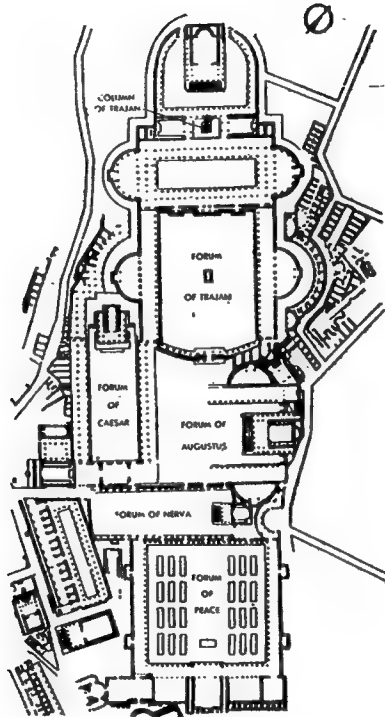 COLUMN
OF TRAJAN
FORUM
OF TRAJAN
FORUM
OF
CAESAR
FORUM OF
AUGUSTUS
FORUM OF NERVA
FORUM
OF
PEACE